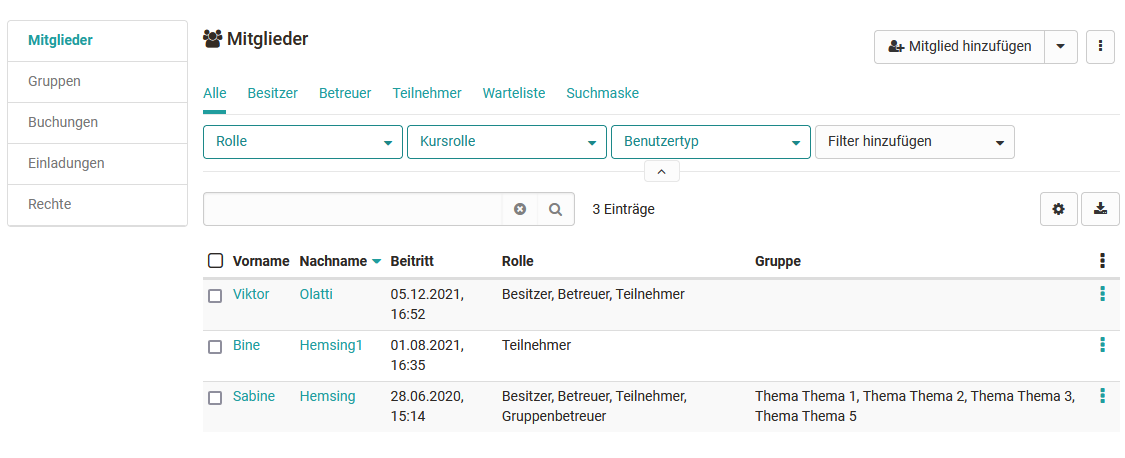 Mitglieder
Gruppen
Buchungen
Einladungen
Rechte
Mitglieder
Mitglied hinzufügen
Alle Besitzer Betreuer Teilnehmer Warteliste Suchmaske
Rolle Kursrolle Benutzertyp Filter hinzufügen
3 Einträge
Vorname Nachname Beitritt Rolle Gruppe
Viktor Olatti 05.12.2021, Besitzer, Betreuer, Teilnehmer
16:52
Bine Hemsing1 01.08.2021, Teilnehmer
16:35
Sabine Hemsing 28.06.2020, Besitzer, Betreuer, Teilnehmer, Thema Thema 1, Thema Thema 2, Thema Thema 3,
15:14 Gruppenbetreuer Thema Thema 5